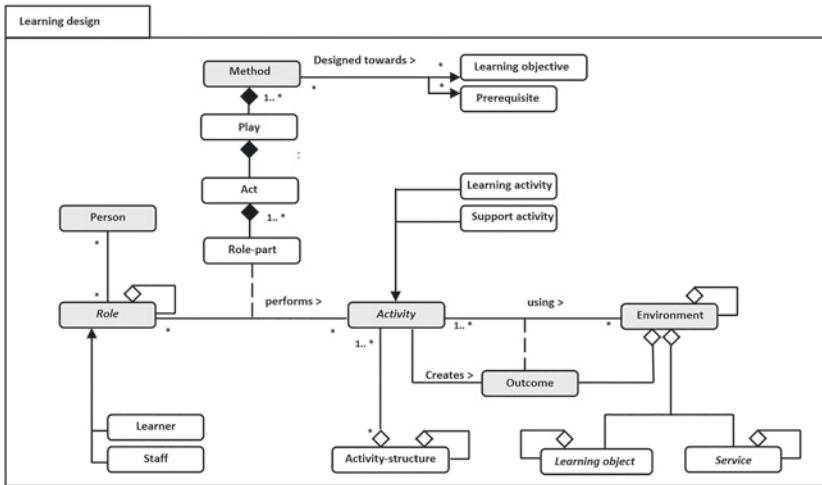 Learning design
Designed towards >
Method
*
*
Learning objective
*
Prerequisite
1.. *
Play
:
Act
1.. *
Role-part
Learning activity
Support activity
Person
*
*
Role
*
performs >
*
Activity
1.. *
using >
*
Environment
1.. *
Creates >
Outcome
Learner
Staff
*
Activity-structure
Learning object
Service